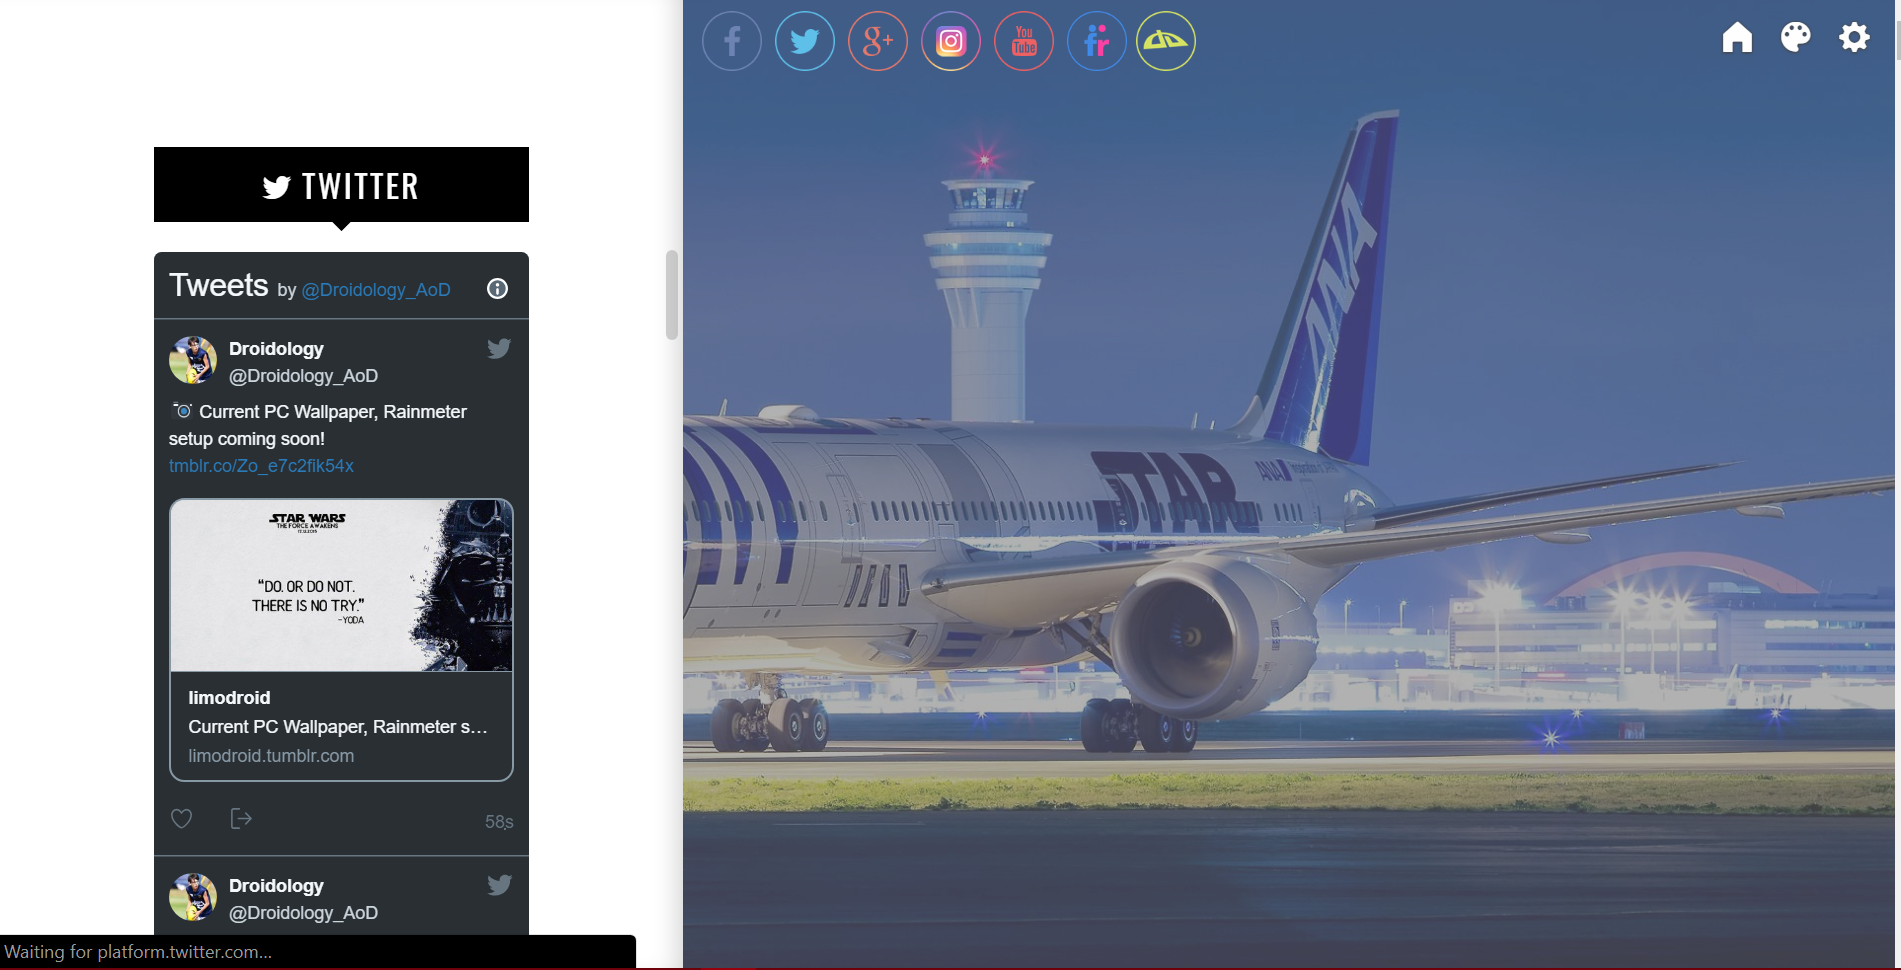 TWITTER
Tweets by @Droidology_AoD
Droidology
@Droidology_AoD
Current PC Wallpaper, Rainmeter
setup coming soon!
tmblr.co/Zo_e7c2fik54x
STAR WARS
THE FORCE AWAKENS
"DO. OR DO NOT.
THERE IS NO TRY."
-YODA
limodroid
Current PC Wallpaper, Rainmeter s...
limodroid.tumblr.com
58s
Droidology
@Droidology_AoD
Waiting for platform.twitter.com...
f
g+
You
Tube
fr
ANA
STAR
ANA